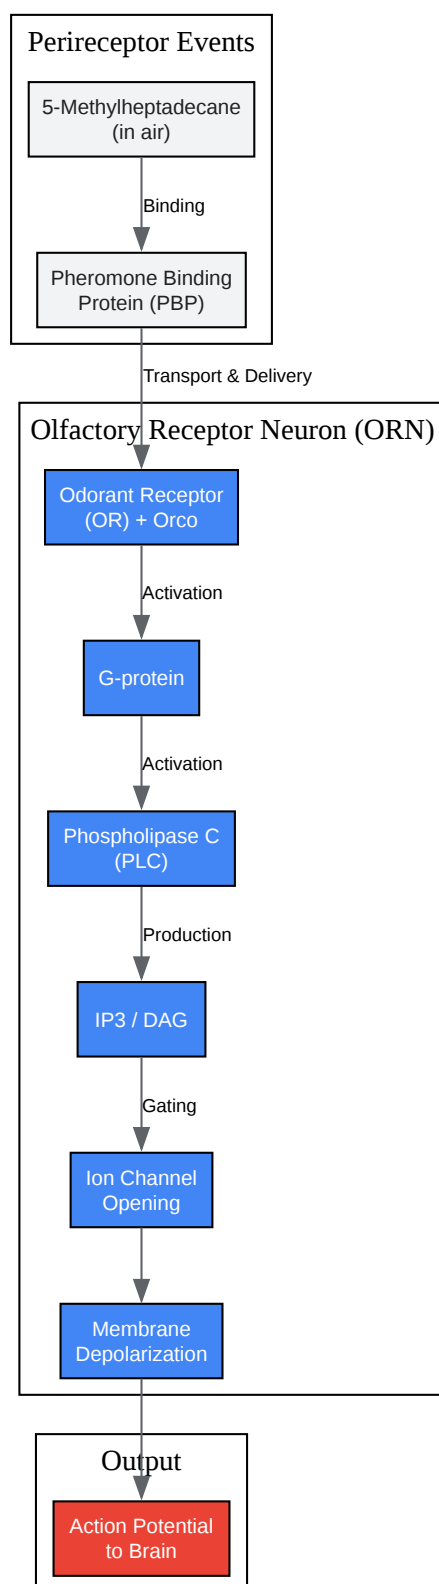 Perireceptor Events
5-Methylheptadecane
(in air)
Binding
Pheromone Binding
Protein (PBP)
Transport & Delivery
Olfactory Receptor Neuron (ORN)
Odorant Receptor
(OR) + Orco
Activation
G-protein
Activation
Phospholipase C
(PLC)
Production
IP3 / DAG
Gating
Ion Channel
Opening
Membrane
Depolarization
Output
Action Potential
to Brain